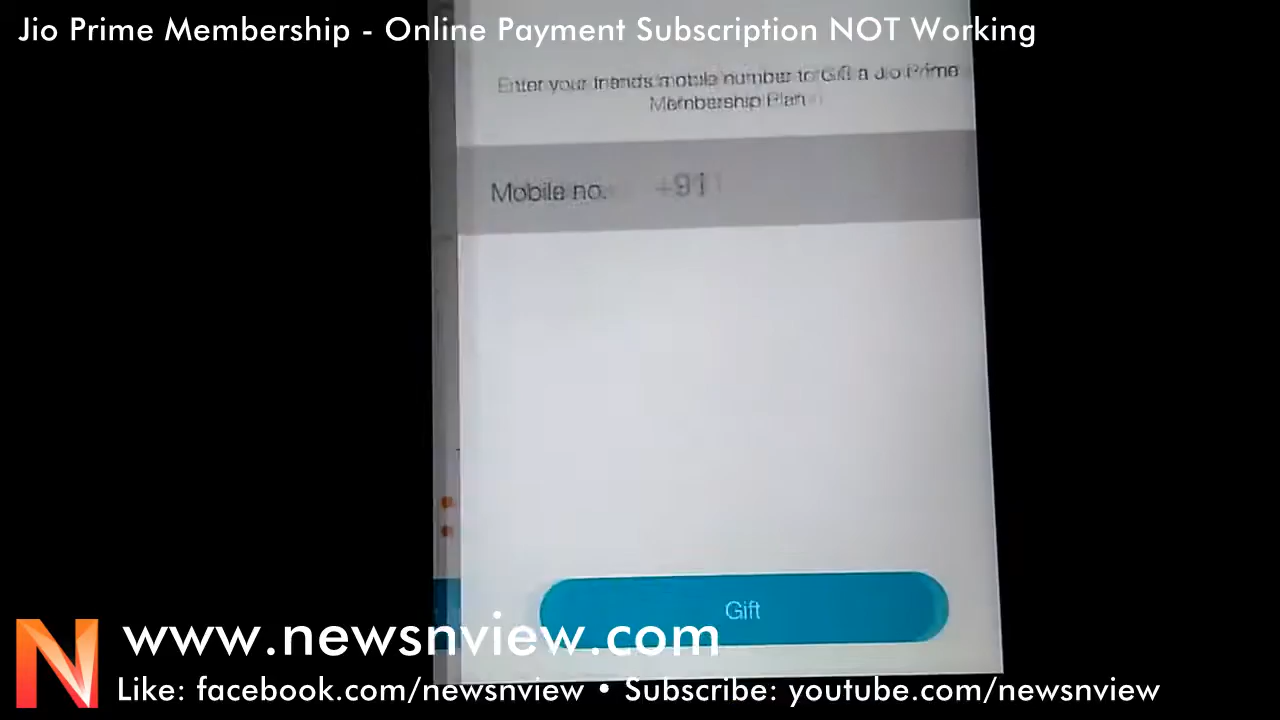 Jio Prime Membership - Online Payment Subscription NOT Working
Enter your friends mobile number to Gift a Jio Prime
Membership Plan
Mobile no. +91
Gift
www.newsnview.com
Like: facebook.com/newsnview • Subscribe: youtube.com/newsnview